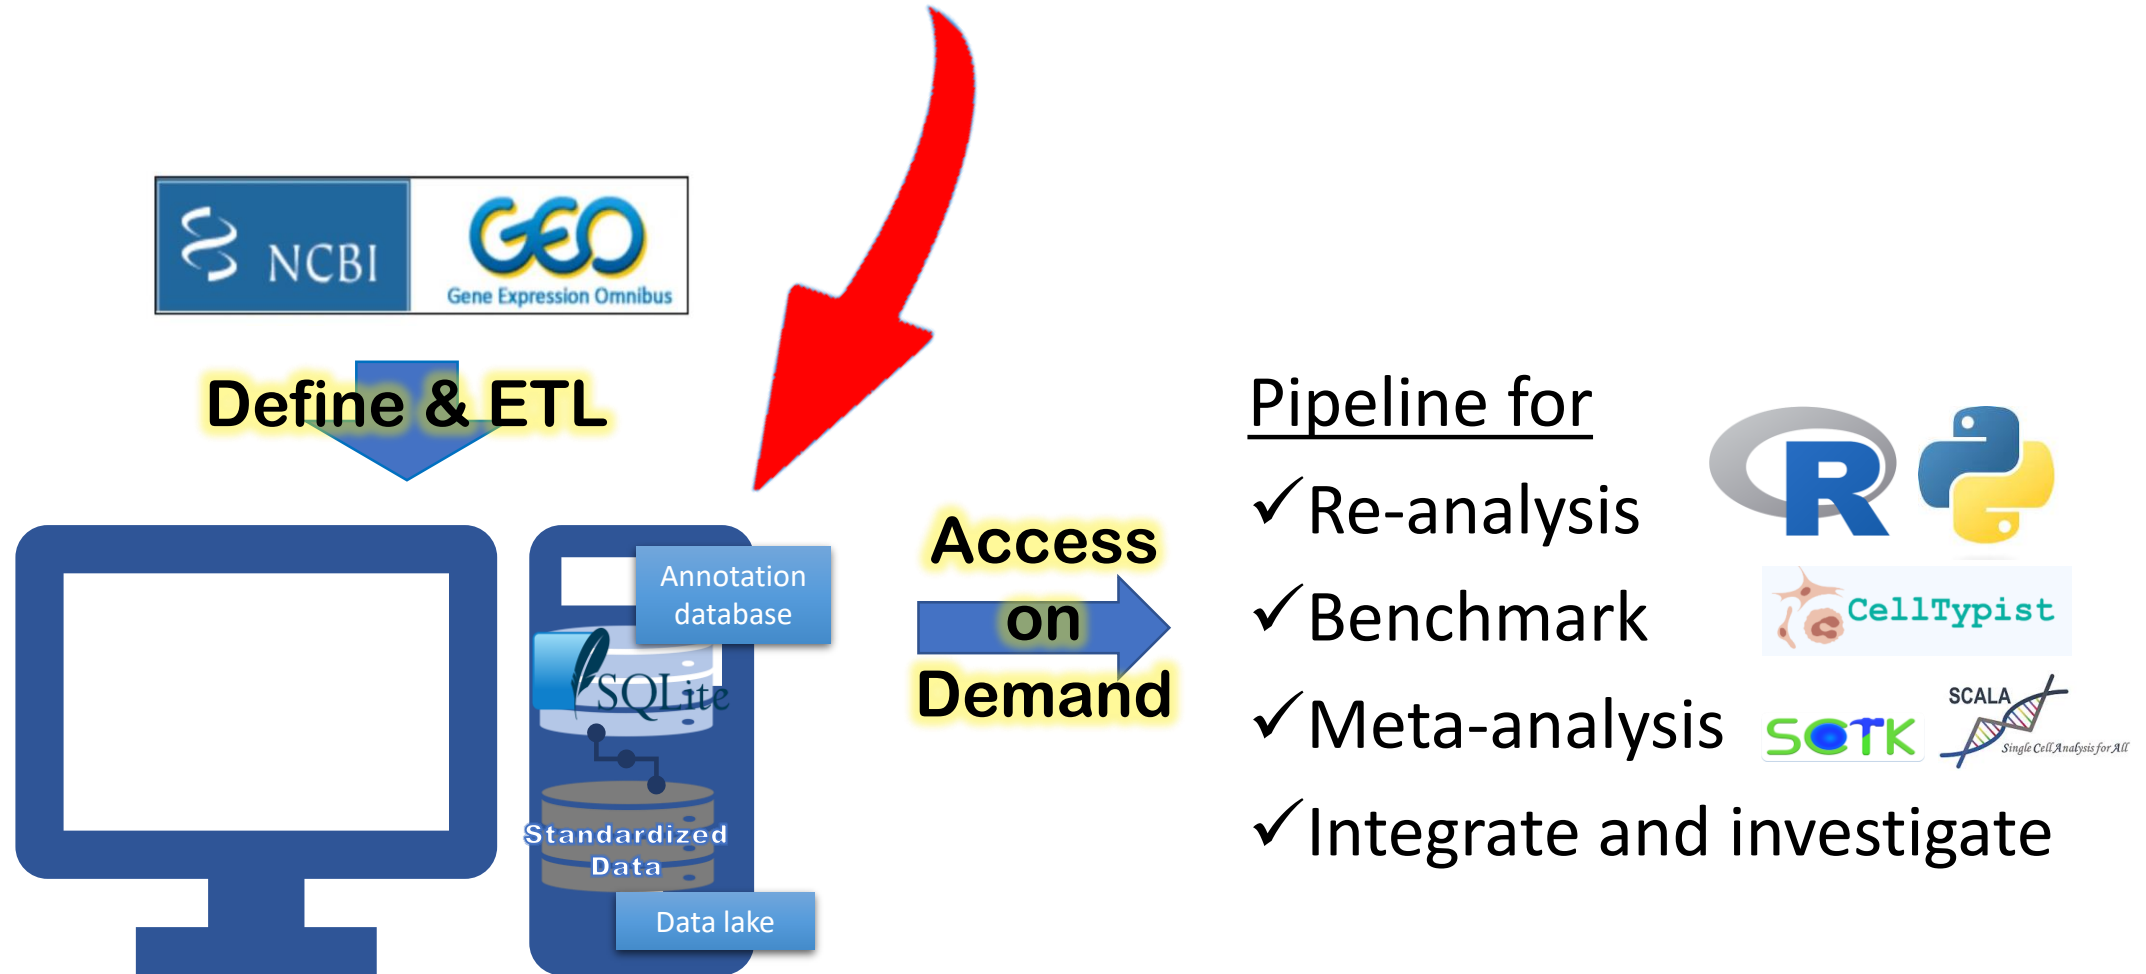 NCBI
GEO
Gene Expression Omnibus
Define & ETL
Annotation
database
SQLite
Standardized
Data
Data lake
Access
on
Demand
Pipeline for
✓Re-analysis
✓Benchmark
✓Meta-analysis
✓Integrate and investigate
R
CellTypist
SCTK
SCALA
Single Cell Analysis for All